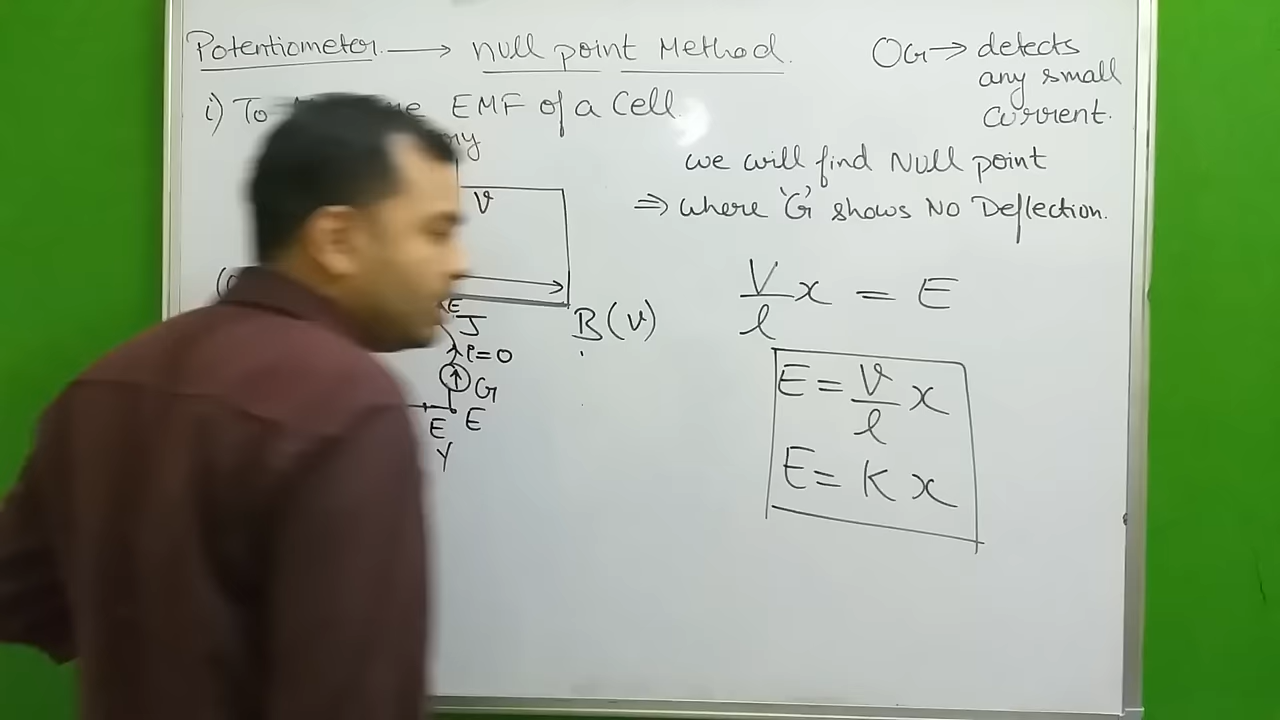 Potentiometer. → Null point Method.
G → detects
any small
current.
i) To EMF of a Cell.
we will find Null point
⇒ where 'G' shows No Deflection.
V
V/l x = E
E
J
B (V)
i=0
G
E = V/l x
E E
Y
E = K x